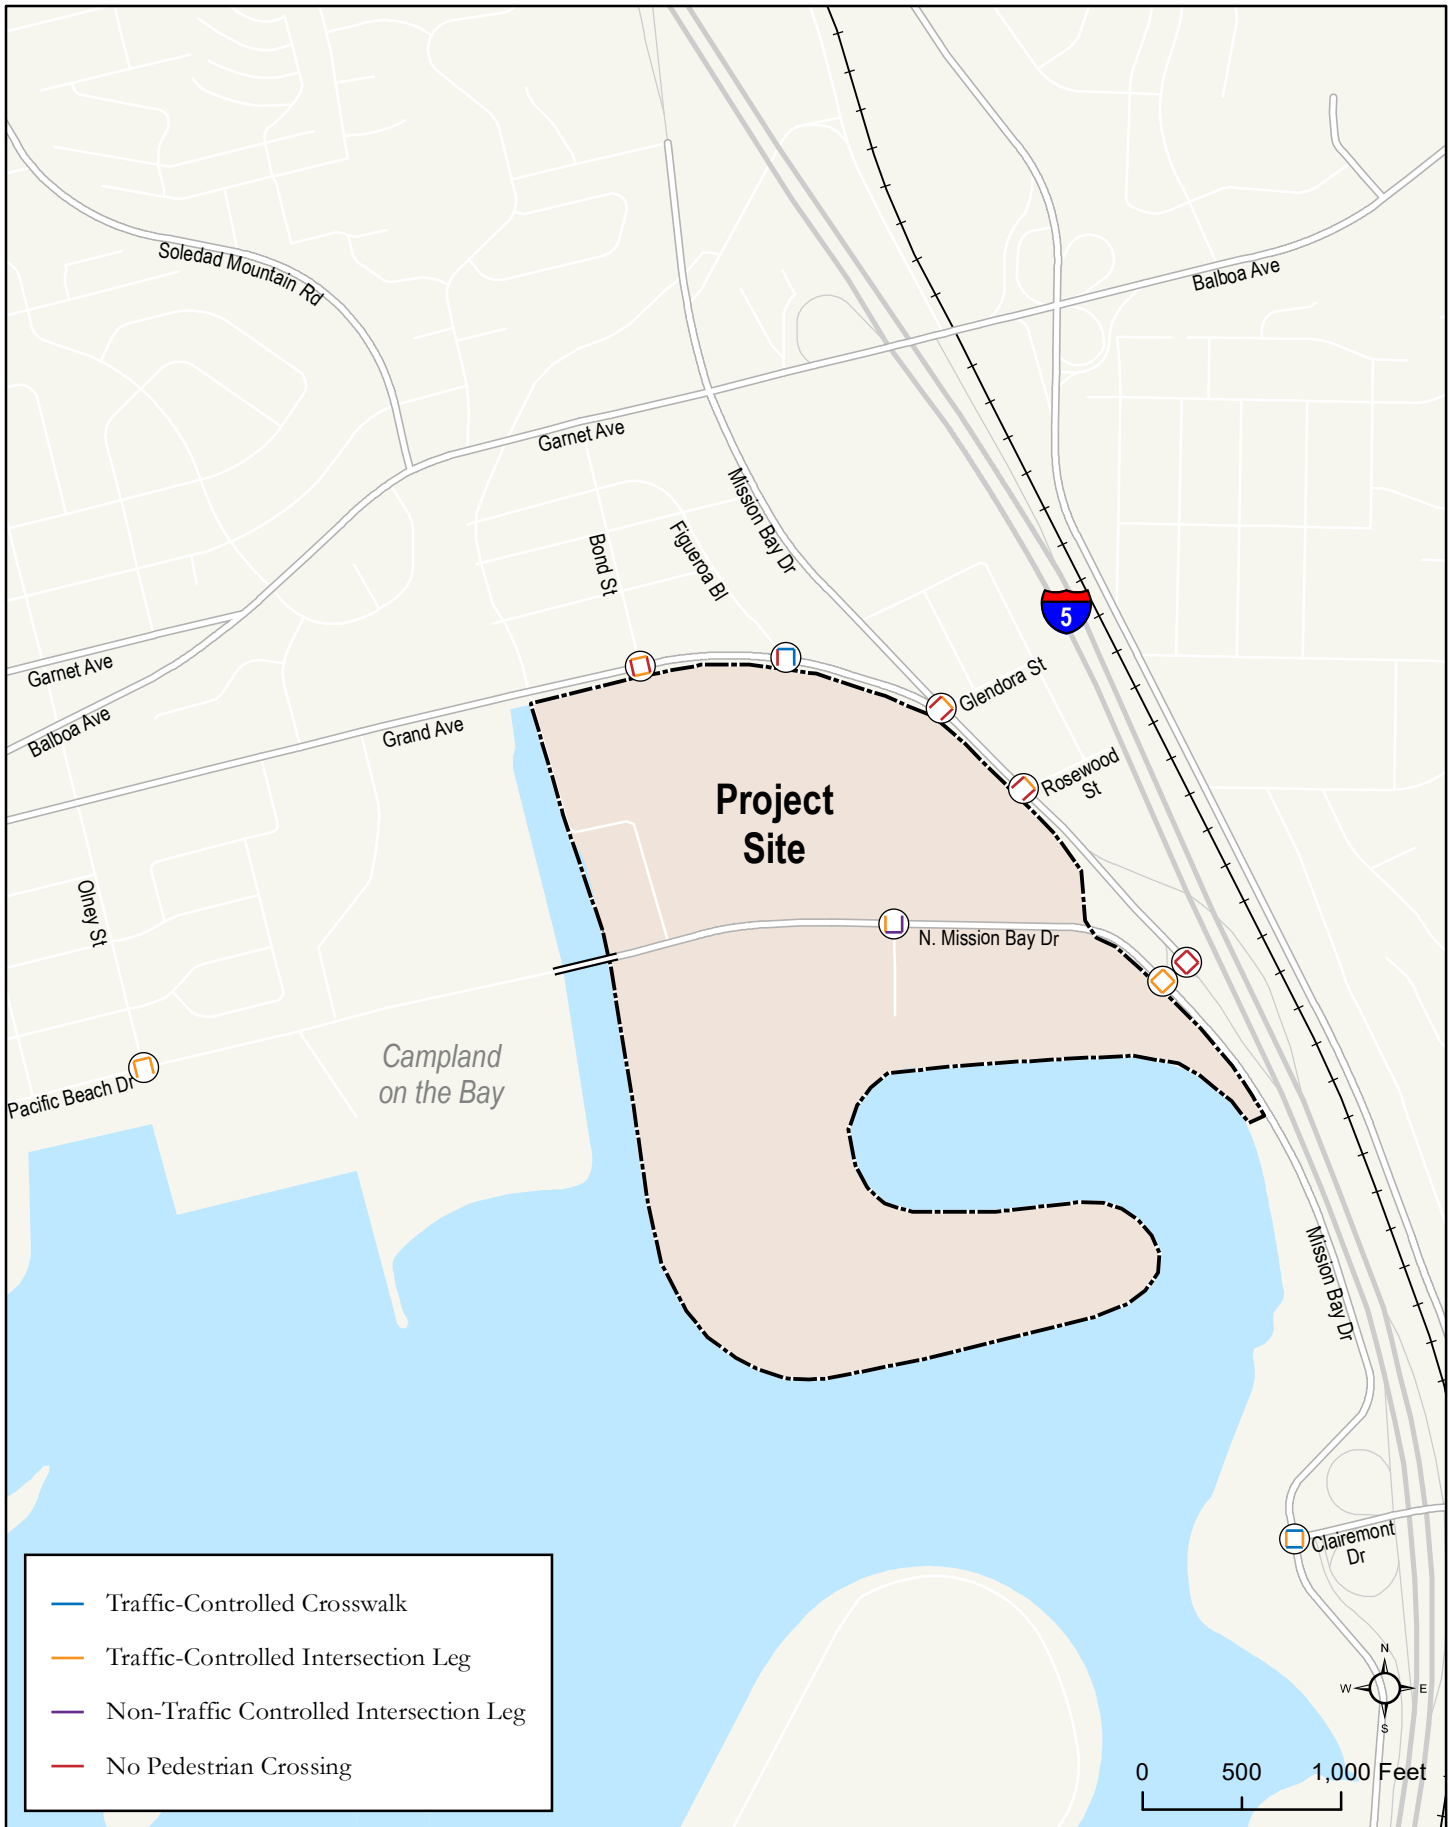 Soledad Mountain Rd
Balboa Ave
Garnet Ave
Mission Bay Dr
Figueroa Bl
Bond St
5
Garnet Ave
Balboa Ave
Grand Ave
Glendora St
Rosewood
St
Project
Site
Olney St
N. Mission Bay Dr
Campland
on the Bay
Pacific Beach Dr
Mission Bay Dr
Clairemont
Dr
Traffic-Controlled Crosswalk
Traffic-Controlled Intersection Leg
Non-Traffic Controlled Intersection Leg
No Pedestrian Crossing
N
W E
S
0 500 1,000 Feet